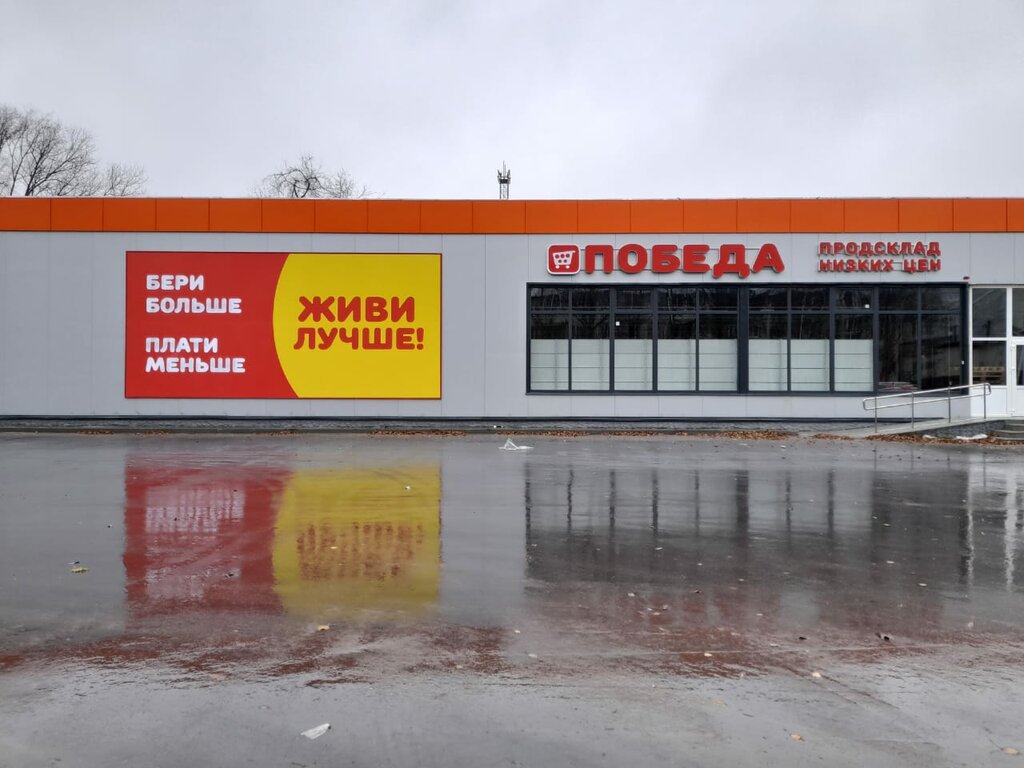 БЕРИ
БОЛЬШЕ
ПЛАТИ
МЕНЬШЕ
ЖИВИ
ЛУЧШЕ!
ПОБЕДА
ПРОДСКЛАД
НИЗКИХ ЦЕН